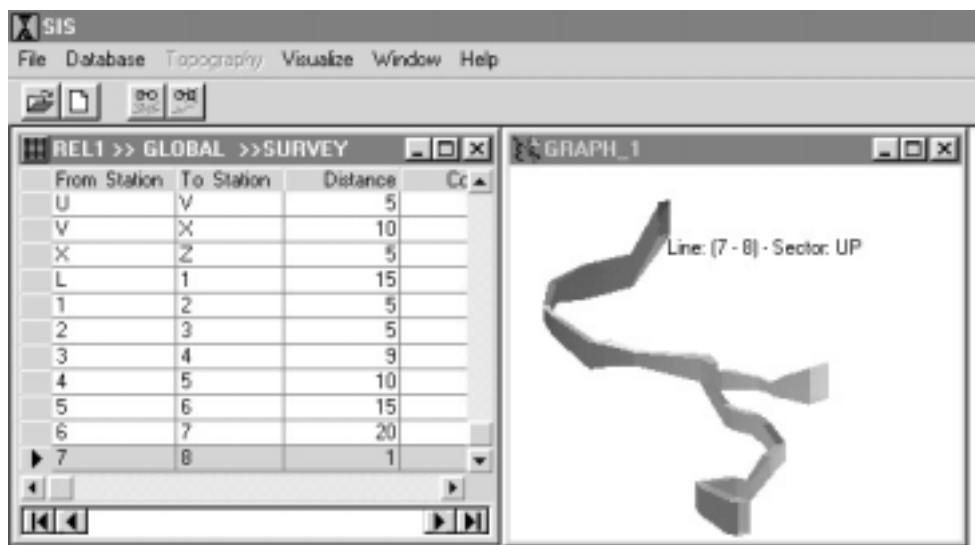 SIS
File Database Topography Visualize Window Help
REL1 >> GLOBAL >>SURVEY
From Station To Station Distance
U V 5
V X 10
X Z 5
L 1 15
1 2 5
2 3 5
3 4 9
4 5 10
5 6 15
6 7 20
7 8 1
GRAPH_1
Line: (7 - 8) - Sector: UP